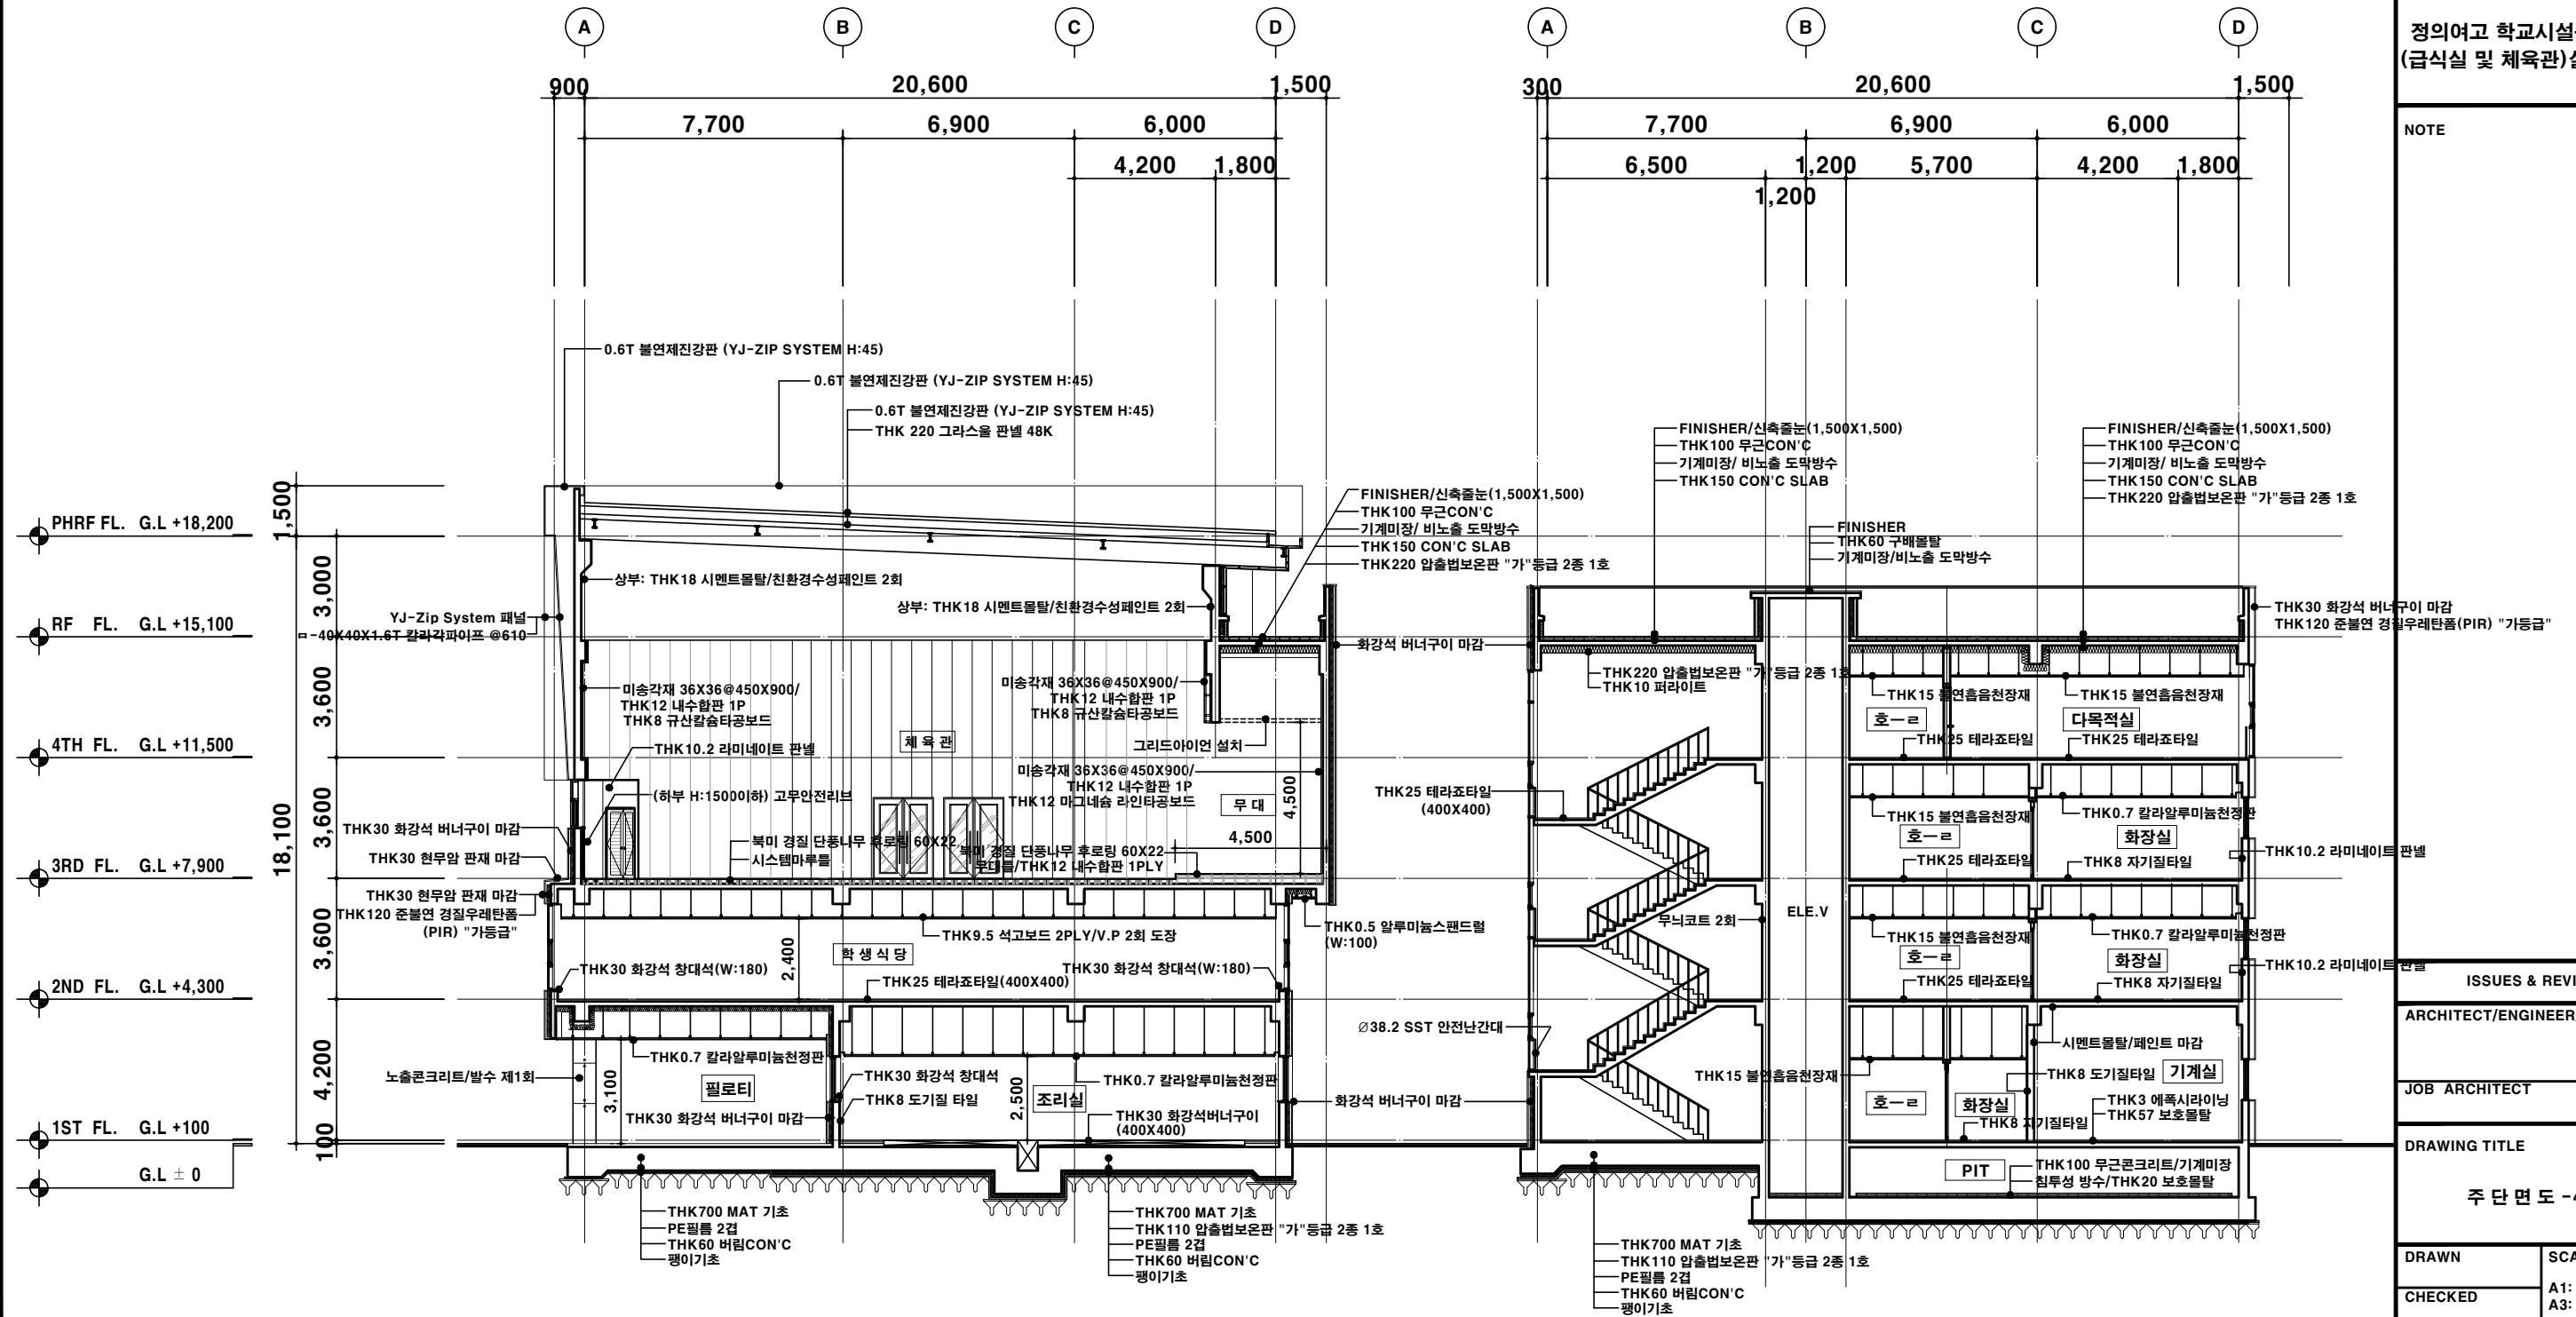 A
B
C
D
900
20,600
1,500
7,700
6,900
6,000
4,200
1,800
A
B
C
D
300
20,600
1,500
7,700
6,900
6,000
6,500
1,200
5,700
4,200
1,800
1,200
0.6T 불연제진강판 (YJ-ZIP SYSTEM H:45)
0.6T 불연제진강판 (YJ-ZIP SYSTEM H:45)
0.6T 불연제진강판 (YJ-ZIP SYSTEM H:45)
THK 220 그라스울 판넬 48K
PHRF FL. G.L +18,200
RF FL. G.L +15,100
4TH FL. G.L +11,500
3RD FL. G.L +7,900
2ND FL. G.L +4,300
1ST FL. G.L +100
G.L ± 0
1,500
18,100
3,000
3,600
3,600
3,600
4,200
100
YJ-Zip System 패널
ㅁ-40X40X1.6T 칼라각파이프 @610
THK30 화강석 버너구이 마감
THK30 현무암 판재 마감
THK30 현무암 판재 마감
THK120 준불연 경질우레탄폼
(PIR) "가등급"
노출콘크리트/발수 제1회
상부: THK18 시멘트몰탈/친환경수성페인트 2회
상부: THK18 시멘트몰탈/친환경수성페인트 2회
미송각재 36X36@450X900/
THK12 내수합판 1P
THK8 규산칼슘타공보드
THK10.2 라미네이트 판넬
(하부 H:1500이하) 고무안전리브
체 육 관
미송각재 36X36@450X900/
THK12 내수합판 1P
THK8 규산칼슘타공보드
그리드아이언 설치
미송각재 36X36@450X900/
THK12 내수합판 1P
THK12 마그네슘 라인타공보드
무 대
4,500
4,500
북미 경질 단풍나무 후로링 60X22
시스템마루틀
북미 경질 단풍나무 후로링 60X22
무대틀/THK12 내수합판 1PLY
THK9.5 석고보드 2PLY/V.P 2회 도장
학 생 식 당
2,400
THK30 화강석 창대석(W:180)
THK30 화강석 창대석(W:180)
THK25 테라죠타일(400X400)
THK0.5 알루미늄스팬드럴
(W:100)
THK0.7 칼라알루미늄천정판
필로티
3,100
THK30 화강석 버너구이 마감
THK30 화강석 창대석
THK8 도기질 타일
2,500
조리실
THK0.7 칼라알루미늄천정판
THK30 화강석버너구이
(400X400)
THK700 MAT 기초
PE필름 2겹
THK60 버림CON'C
팽이기초
THK700 MAT 기초
THK110 압출법보온판 "가"등급 2종 1호
PE필름 2겹
THK60 버림CON'C
팽이기초
FINISHER/신축줄눈(1,500X1,500)
THK100 무근CON'C
기계미장/ 비노출 도막방수
THK150 CON'C SLAB
THK220 압출법보온판 "가"등급 2종 1호
화강석 버너구이 마감
화강석 버너구이 마감
FINISHER/신축줄눈(1,500X1,500)
THK100 무근CON'C
기계미장/ 비노출 도막방수
THK150 CON'C SLAB
FINISHER
THK60 구배몰탈
기계미장/비노출 도막방수
FINISHER/신축줄눈(1,500X1,500)
THK100 무근CON'C
기계미장/ 비노출 도막방수
THK150 CON'C SLAB
THK220 압출법보온판 "가"등급 2종 1호
THK30 화강석 버너구이 마감
THK120 준불연 경질우레탄폼(PIR) "가등급"
THK220 압출법보온판 "가"등급 2종 1호
THK10 퍼라이트
THK15 불연흡음천장재
THK15 불연흡음천장재
호ㅡㄹ
다목적실
THK25 테라죠타일
THK25 테라죠타일
THK25 테라죠타일
(400X400)
THK15 불연흡음천장재
THK0.7 칼라알루미늄천정판
호ㅡㄹ
화장실
THK25 테라죠타일
THK8 자기질타일
THK10.2 라미네이트 판넬
무늬코트 2회
ELE.V
THK15 불연흡음천장재
THK0.7 칼라알루미늄천정판
호ㅡㄹ
화장실
THK25 테라죠타일
THK8 자기질타일
THK10.2 라미네이트 판넬
∅38.2 SST 안전난간대
THK15 불연흡음천장재
시멘트몰탈/페인트 마감
THK8 도기질타일
기계실
호ㅡㄹ
화장실
THK3 에폭시라이닝
THK57 보호몰탈
THK8 자기질타일
PIT
THK100 무근콘크리트/기계미장
침투성 방수/THK20 보호몰탈
THK700 MAT 기초
THK110 압출법보온판 "가"등급 2종 1호
PE필름 2겹
THK60 버림CON'C
팽이기초
정의여고 학교시설
(급식실 및 체육관)
NOTE
ISSUES & REVI
ARCHITECT/ENGINEER
JOB ARCHITECT
DRAWING TITLE
주 단 면 도 -4
DRAWN
SCA
CHECKED
A1:
A3: